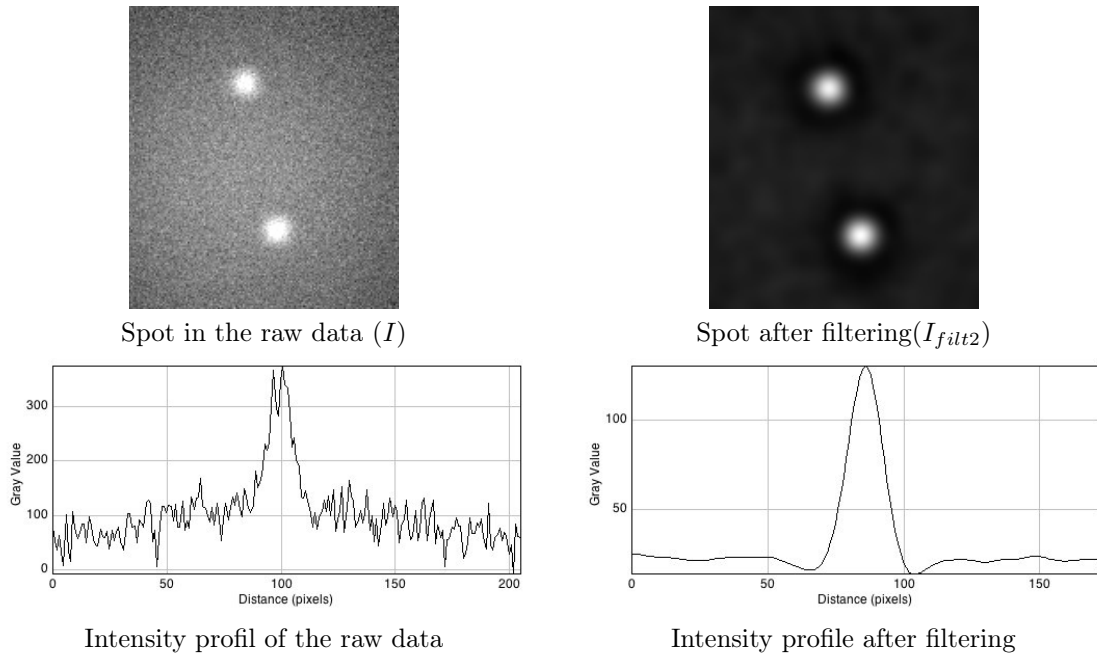 Spot in the raw data (I)
Spot after filtering(I_{filt2})
300
200
100
0
Gray Value
0 50 100 150 200
Distance (pixels)
100
50
Gray Value
0 50 100 150
Distance (pixels)
Intensity profil of the raw data
Intensity profile after filtering